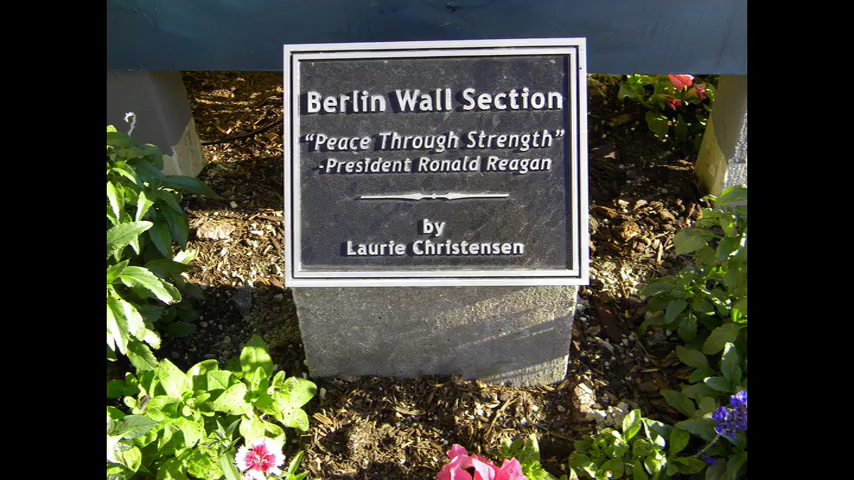 Berlin Wall Section
“Peace Through Strength”
-President Ronald Reagan
by
Laurie Christensen